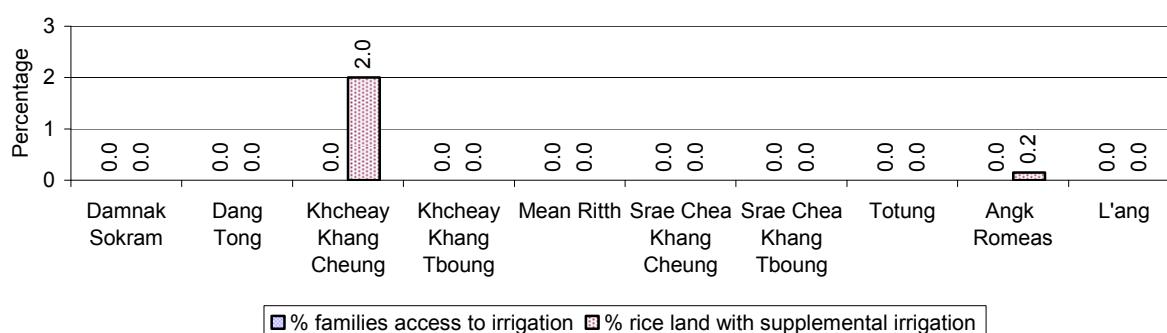 3
2
1
0
Percentage
0.0 0.0 0.0 0.0 0.0 2.0 0.0 0.0 0.0 0.0 0.0 0.0 0.0 0.0 0.0 0.0 0.0 0.2 0.0 0.0
Damnak Dang Khcheay Khcheay Mean Ritth Srae Chea Srae Chea Totung Angk L'ang
Sokram Tong Khang Khang Khang Khang Romeas
Cheung Tboung Cheung Tboung
% families access to irrigation % rice land with supplemental irrigation